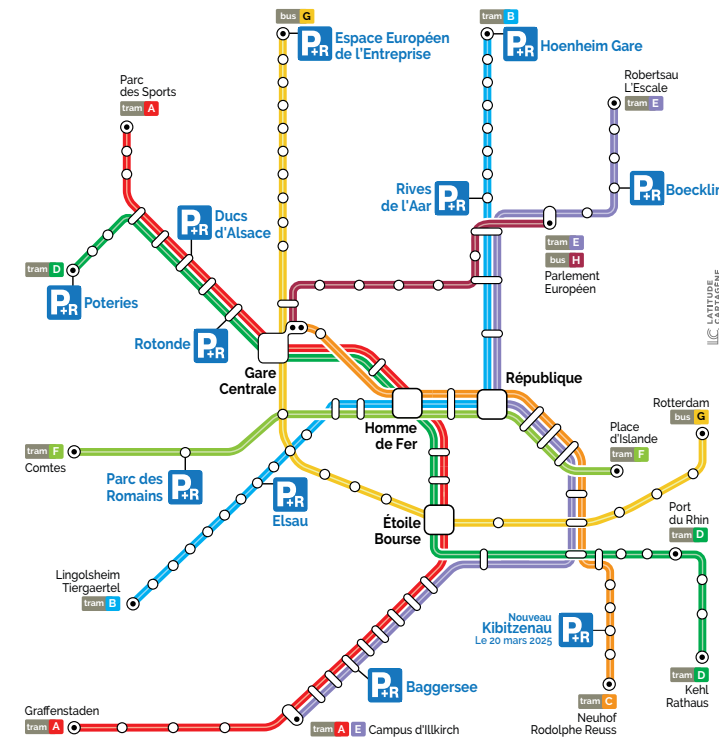 bus G
P+R
Espace Européen
de l'Entreprise
tram B
P+R
Hoenheim Gare
Parc
des Sports
tram A
Robertsau
L'Escale
tram E
Rives
de l'Aar
P+R
P+R
Boecklin
P+R
Ducs
d'Alsace
tram E
bus H
Parlement
Européen
tram D
P+R
Poteries
LATITUDE
CARTAGÈNE
Rotonde
P+R
Gare
Centrale
République
Homme
de Fer
Rotterdam
bus G
Place
d'Islande
tram F
tram F
Comtes
Parc des
Romains
P+R
P+R
Elsau
Étoile
Bourse
Port
du Rhin
tram D
Lingolsheim
Tiergaertel
tram B
Nouveau
Kibitzenau
Le 20 mars 2025
P+R
P+R
Baggersee
tram D
Kehl
Rathaus
tram C
Neuhof
Rodolphe Reuss
Graffenstaden
tram A
tram A E Campus d'Illkirch